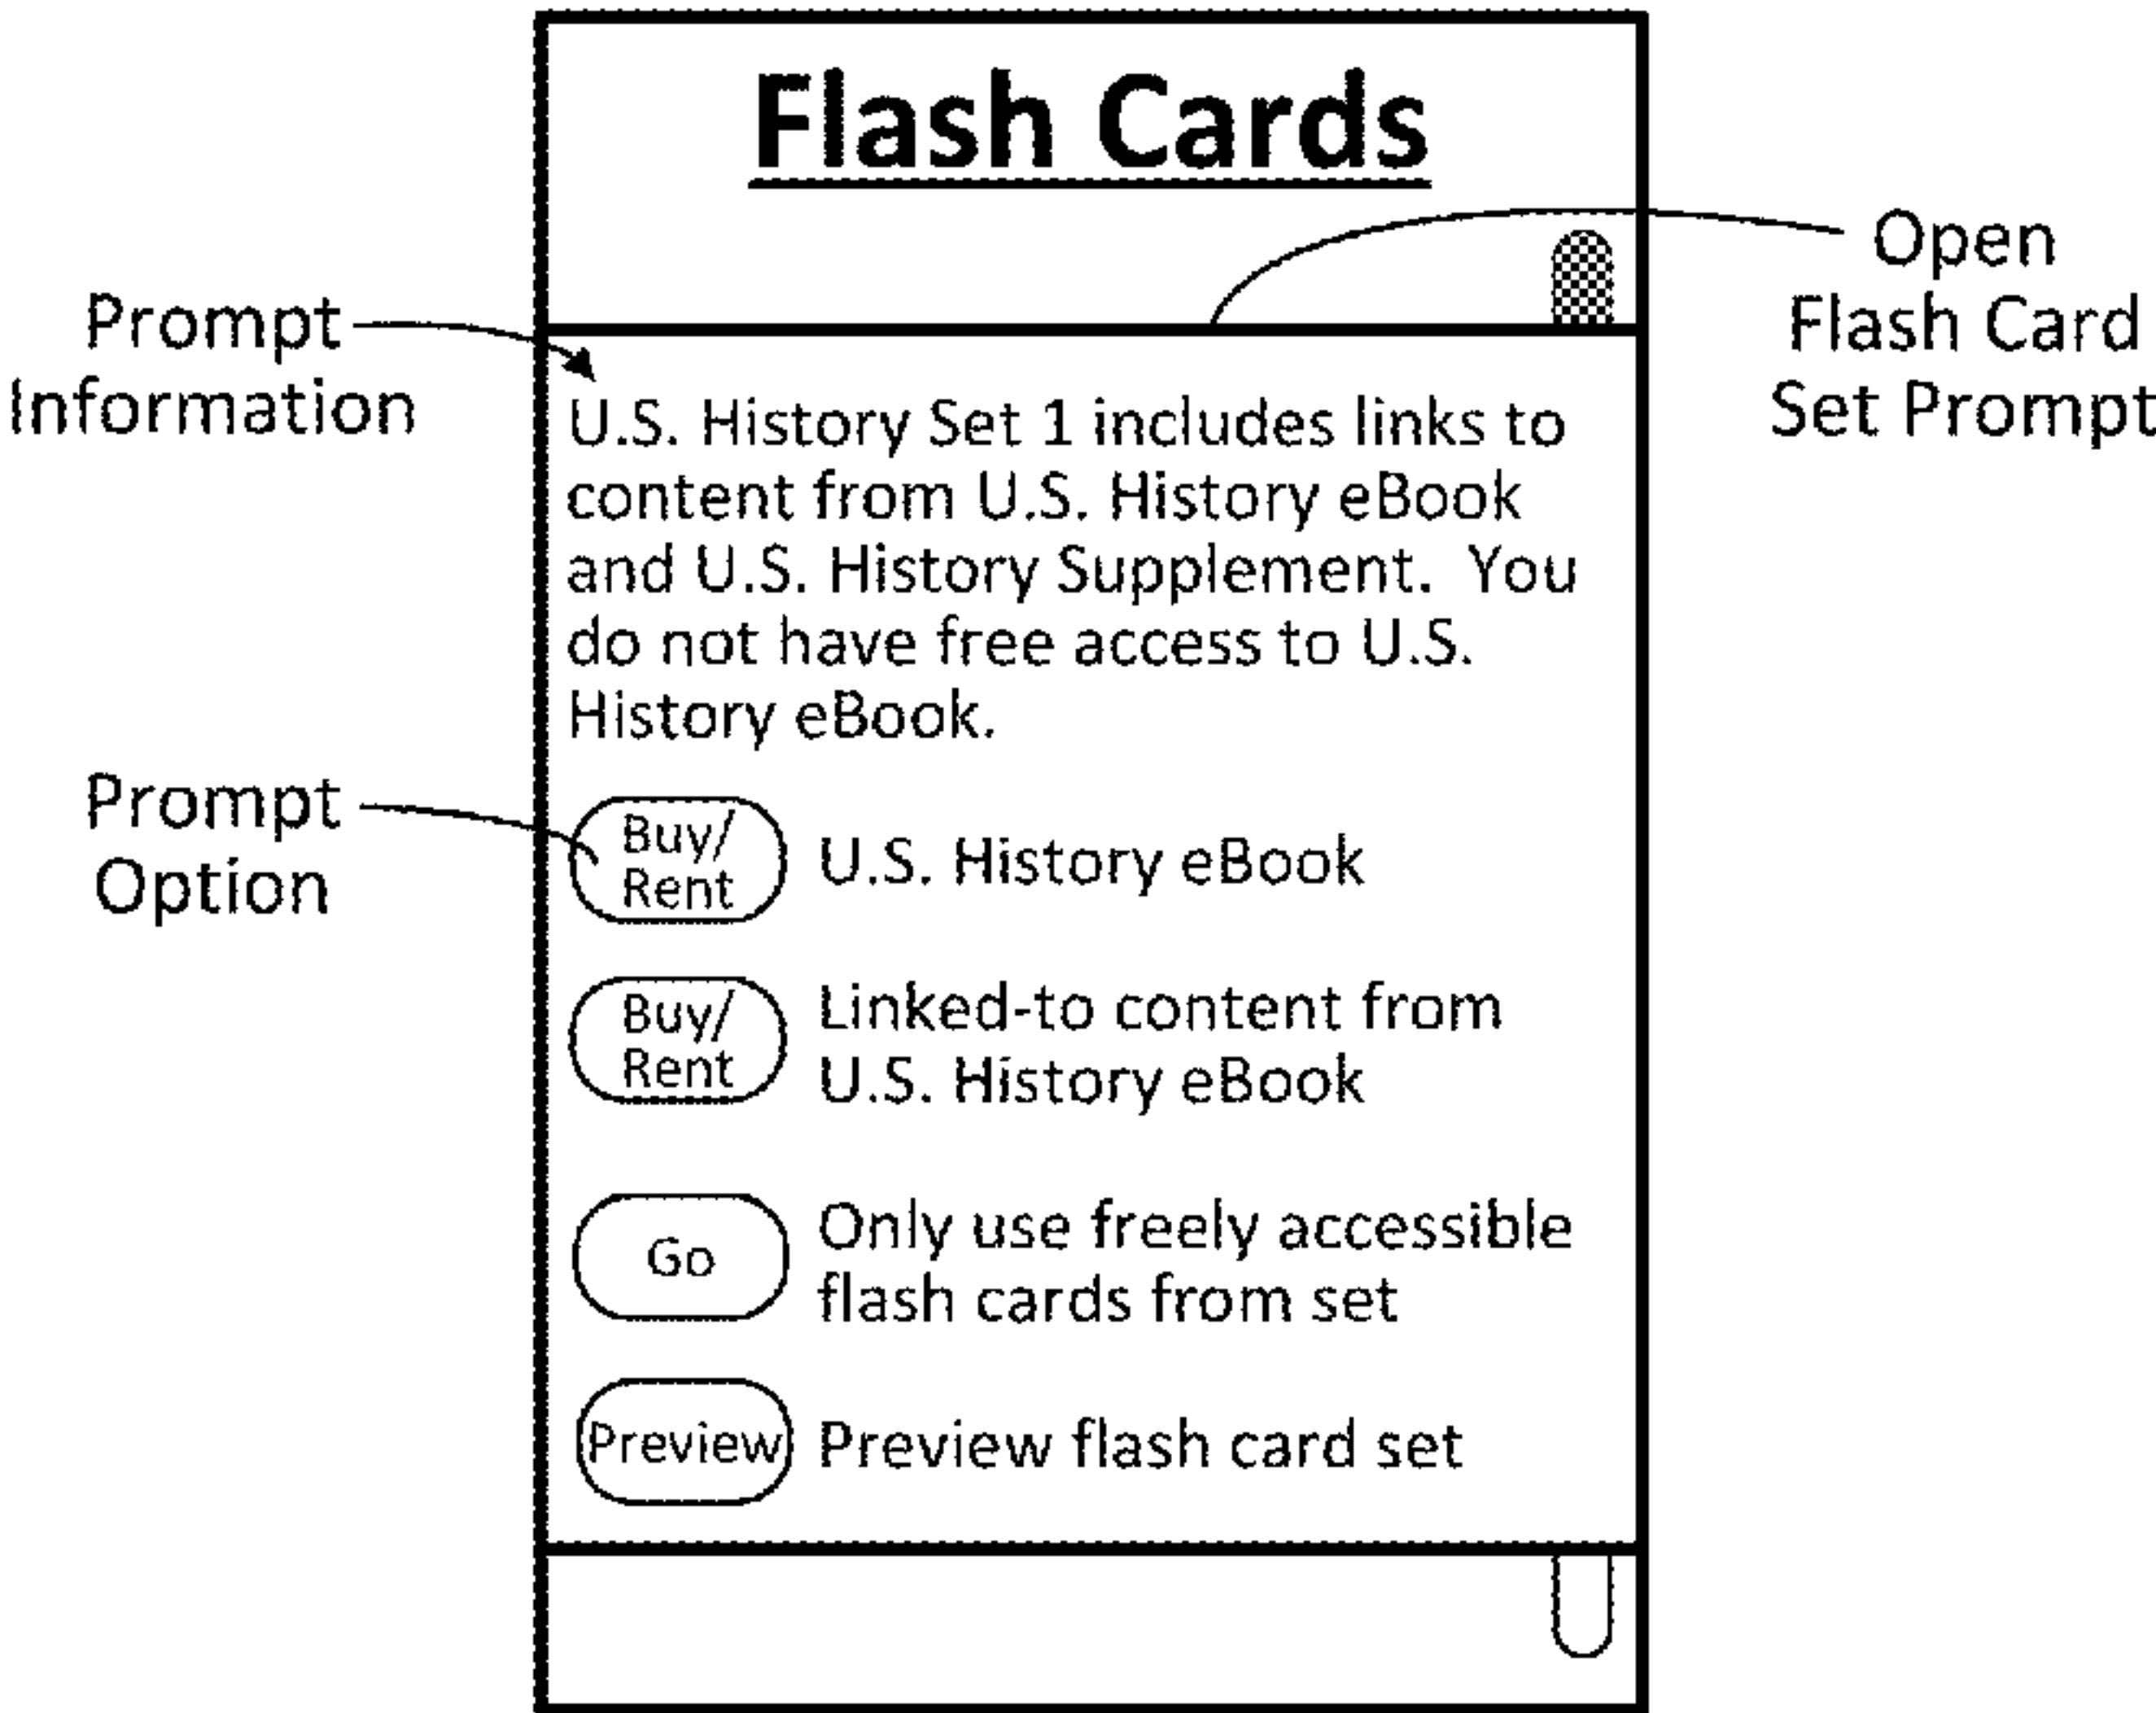 Flash Cards
Open
Flash Card
Set Prompt
Prompt
Information
U.S. History Set 1 includes links to
content from U.S. History eBook
and U.S. History Supplement.  You
do not have free access to U.S.
History eBook.
Prompt
Option
Buy/
Rent
U.S. History eBook
Buy/
Rent
Linked-to content from
U.S. History eBook
Go
Only use freely accessible
flash cards from set
Preview
Preview flash card set